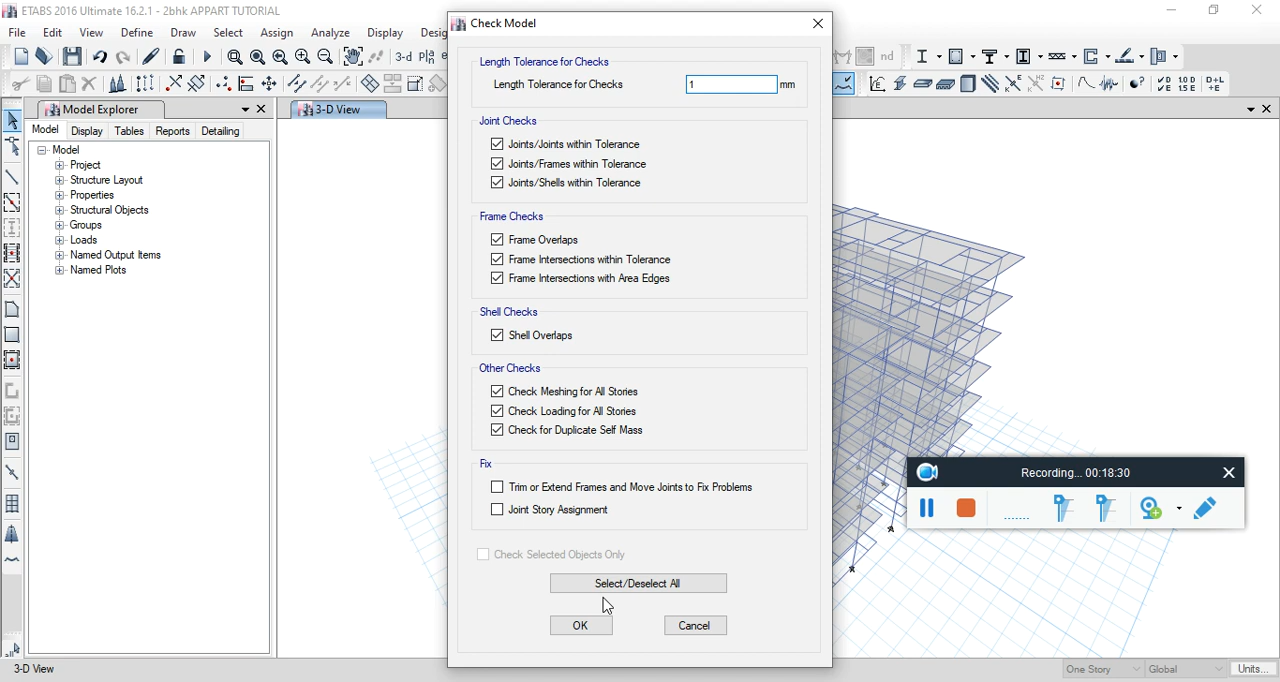 ETABS 2016 Ultimate 16.2.1 - 2bhk APPART TUTORIAL
File Edit View Define Draw Select Assign Analyze Display
3-d nd
Model Explorer
3-D View
Model Display Tables Reports Detailing
Model
Project
Structure Layout
Properties
Structural Objects
Groups
Loads
Named Output Items
Named Plots
Check Model
Length Tolerance for Checks
Length Tolerance for Checks 1 mm
Joint Checks
Joints/Joints within Tolerance
Joints/Frames within Tolerance
Joints/Shells within Tolerance
Frame Checks
Frame Overlaps
Frame Intersections within Tolerance
Frame Intersections with Area Edges
Shell Checks
Shell Overlaps
Other Checks
Check Meshing for All Stories
Check Loading for All Stories
Check for Duplicate Self Mass
Fix
Trim or Extend Frames and Move Joints to Fix Problems
Joint Story Assignment
Check Selected Objects Only
Select/Deselect All
OK Cancel
Recording... 00:18:30
3-D View
One Story Global Units...